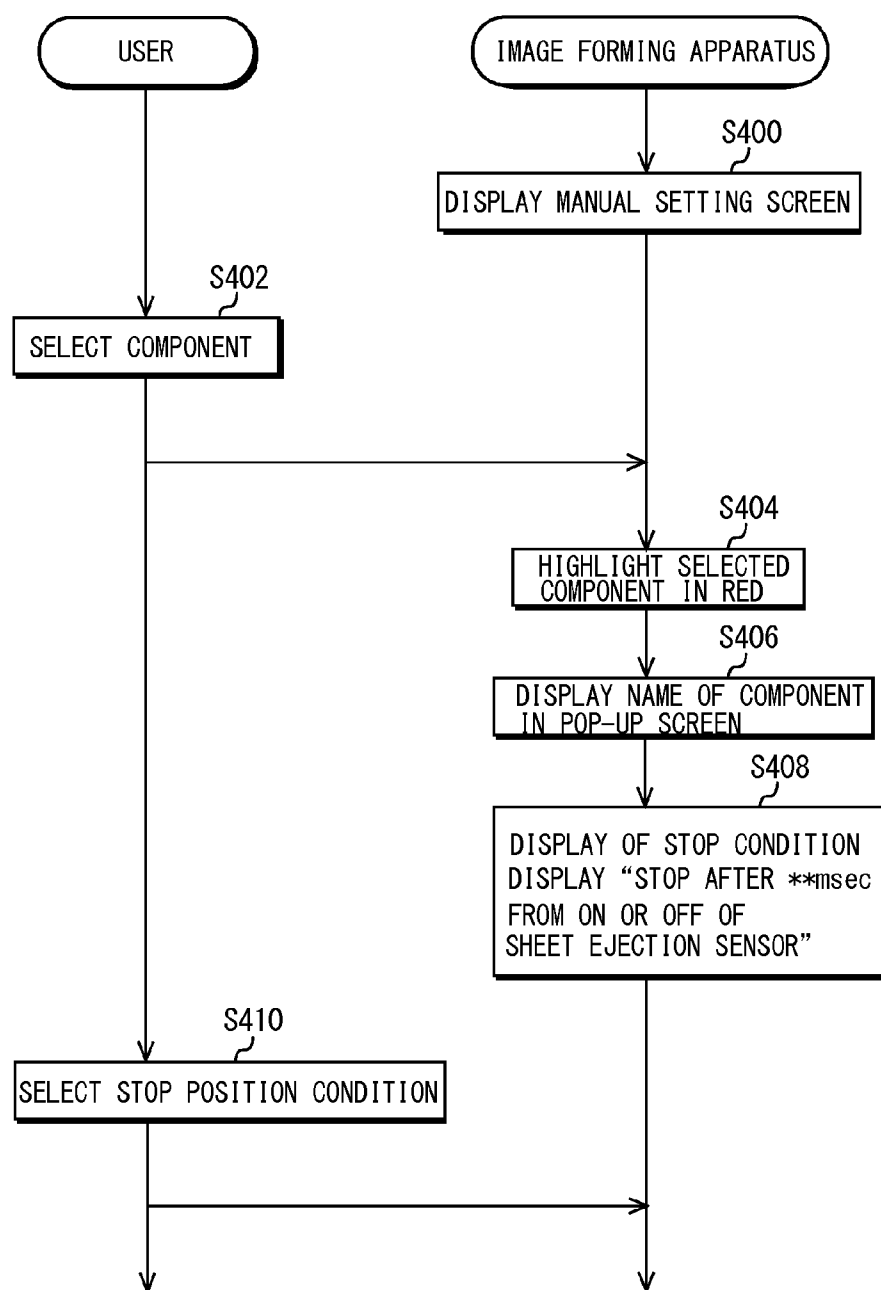 USER
IMAGE FORMING APPARATUS
S400
DISPLAY MANUAL SETTING SCREEN
S402
SELECT COMPONENT
S404
HIGHLIGHT SELECTED
COMPONENT IN RED
S406
DISPLAY NAME OF COMPONENT
IN POP-UP SCREEN
S408
DISPLAY OF STOP CONDITION
DISPLAY “STOP AFTER **msec
FROM ON OR OFF OF
SHEET EJECTION SENSOR”
S410
SELECT STOP POSITION CONDITION